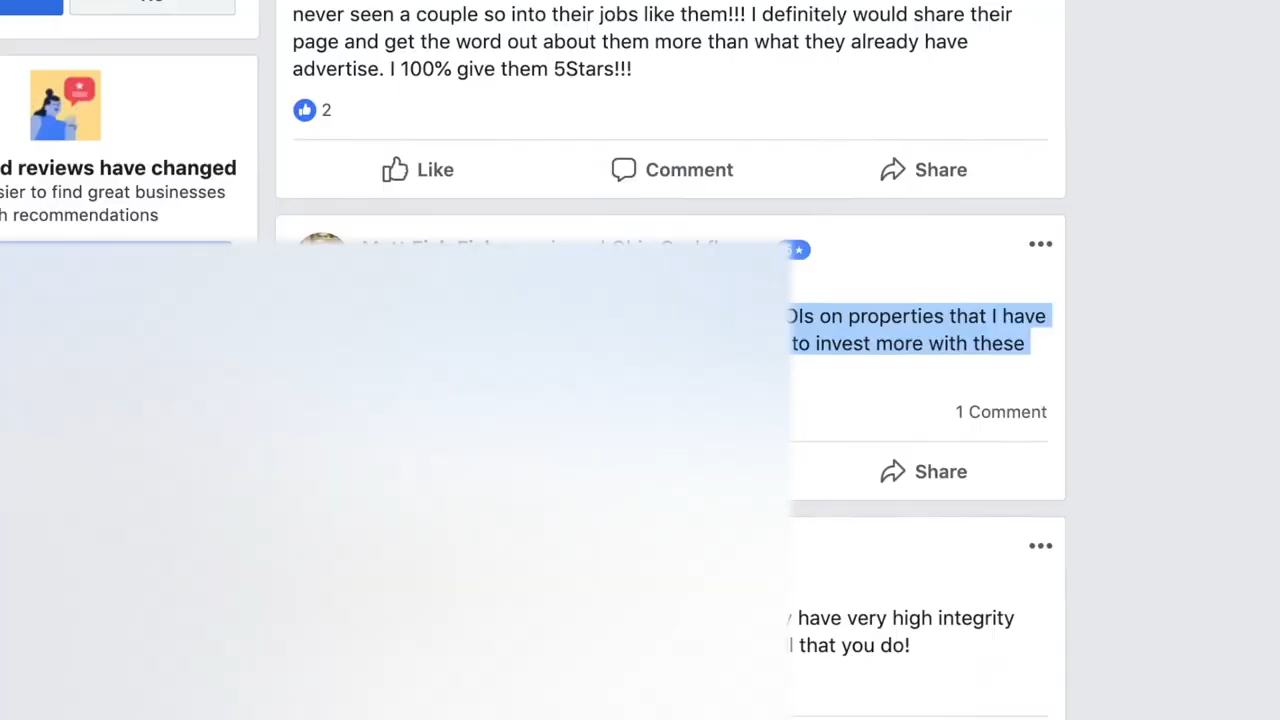 never seen a couple so into their jobs like them!!! I definitely would share their
page and get the word out about them more than what they already have
advertise. I 100% give them 5Stars!!!
2
Like
Comment
Share
d reviews have changed
sier to find great businesses
h recommendations
OIs on properties that I have
to invest more with these
1 Comment
Share
have very high integrity
that you do!